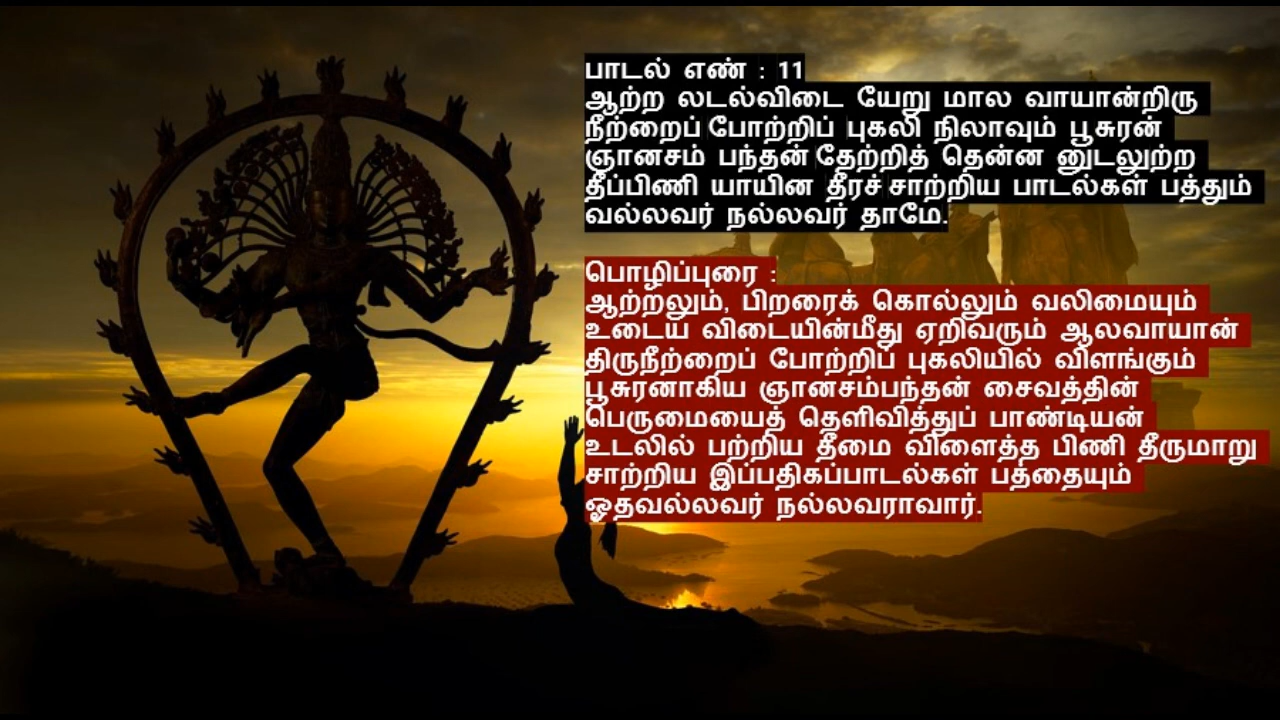 பாடல் எண் : 11
ஆற்ற லடல்விடை யேறு மால வாயான்றிரு
நீற்றைப் போற்றிப் புகலி நிலாவும் பூசுரன்
ஞானசம் பந்தன் தேற்றித் தென்ன னுடலுற்ற
தீப்பிணி யாயின தீரச் சாற்றிய பாடல்கள் பத்தும்
வல்லவர் நல்லவர் தாமே.
பொழிப்புரை :
ஆற்றலும், பிறரைக் கொல்லும் வலிமையும்
உடைய விடையின்மீது ஏறிவரும் ஆலவாயான்
திருநீற்றைப் போற்றிப் புகலியில் விளங்கும்
பூசுரனாகிய ஞானசம்பந்தன் சைவத்தின்
பெருமையைத் தெளிவித்துப் பாண்டியன்
உடலில் பற்றிய தீமை விளைத்த பிணி தீருமாறு
சாற்றிய இப்பதிகப்பாடல்கள் பத்தையும்
ஓதவல்லவர் நல்லவராவார்.